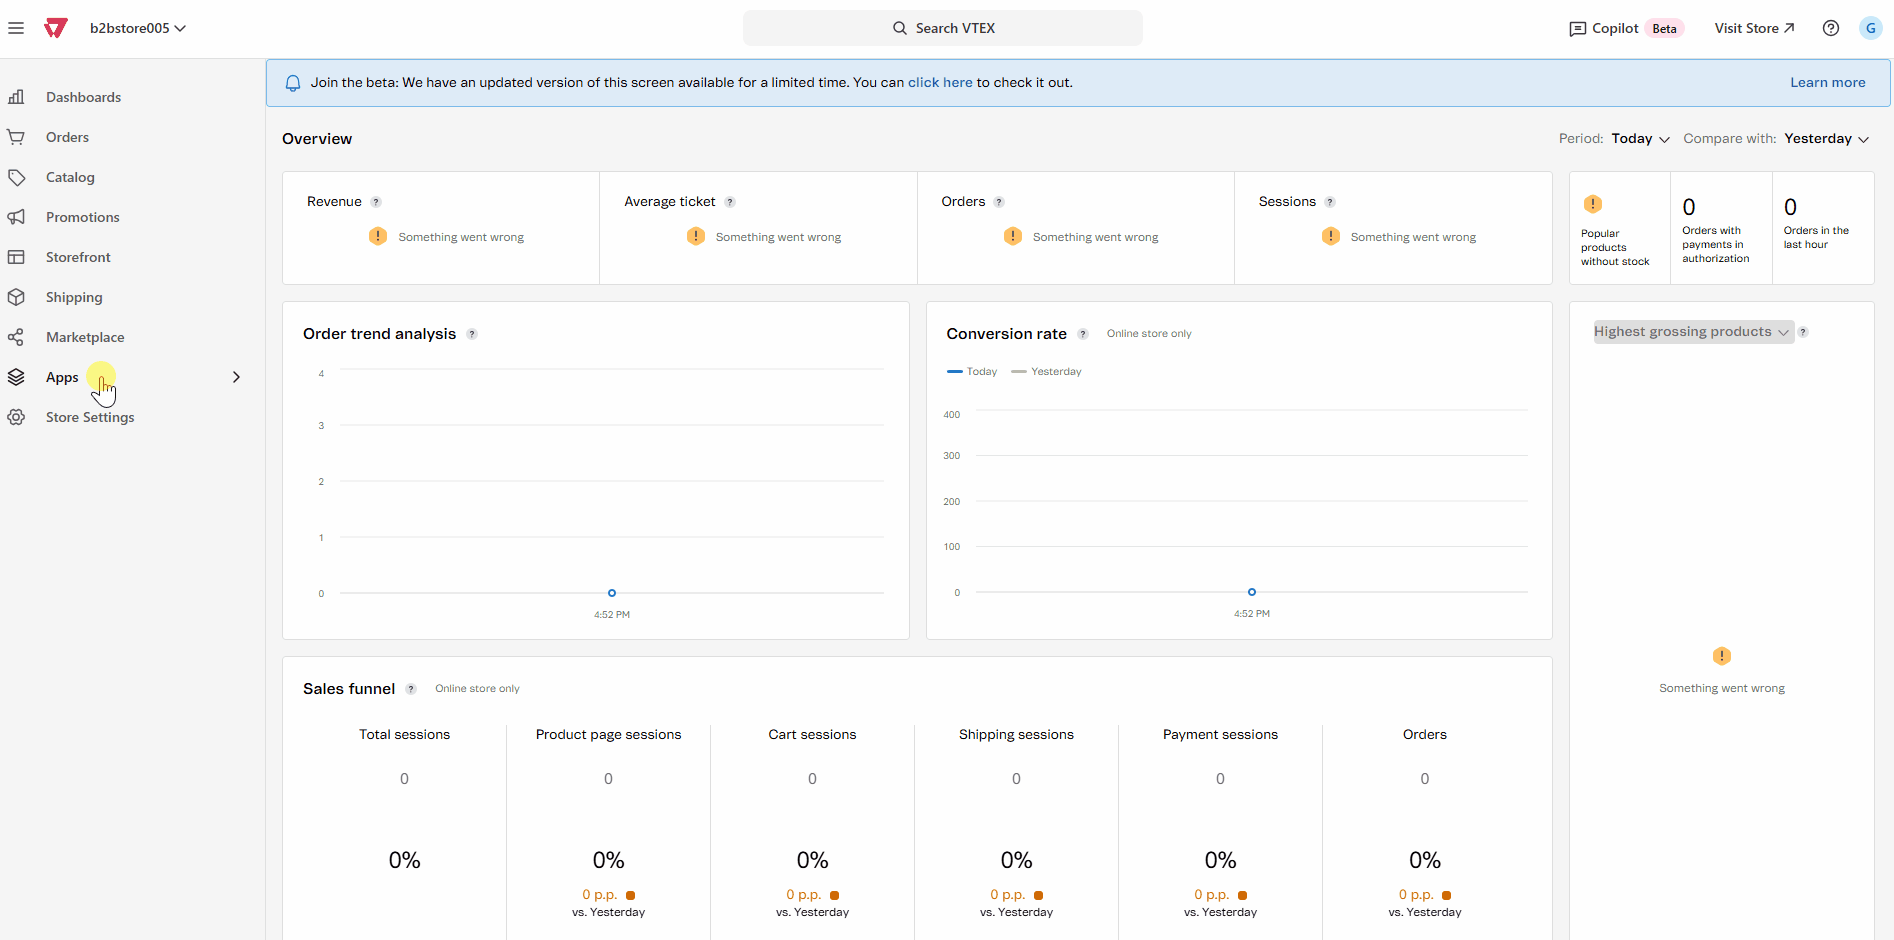 b2bstore005
Search VTEX
Copilot Beta
Visit Store
?
G
Dashboards
Orders
Catalog
Promotions
Storefront
Shipping
Marketplace
Apps
Store Settings
Join the beta: We have an updated version of this screen available for a limited time. You can click here to check it out.
Learn more
Overview
Period: Today
Compare with: Yesterday
Revenue ?
! Something went wrong
Average ticket ?
! Something went wrong
Orders ?
! Something went wrong
Sessions ?
! Something went wrong
!
Popular
products
without stock
0
Orders with
payments in
authorization
0
Orders in the
last hour
Order trend analysis ?
4
3
2
1
0
4:52 PM
Conversion rate ? Online store only
Today Yesterday
400
300
200
100
0
4:52 PM
Highest grossing products ?
!
Something went wrong
Sales funnel ? Online store only
Total sessions
0
0%
Product page sessions
0
0%
0 p.p.
vs. Yesterday
Cart sessions
0
0%
0 p.p.
vs. Yesterday
Shipping sessions
0
0%
0 p.p.
vs. Yesterday
Payment sessions
0
0%
0 p.p.
vs. Yesterday
Orders
0
0%
0 p.p.
vs. Yesterday